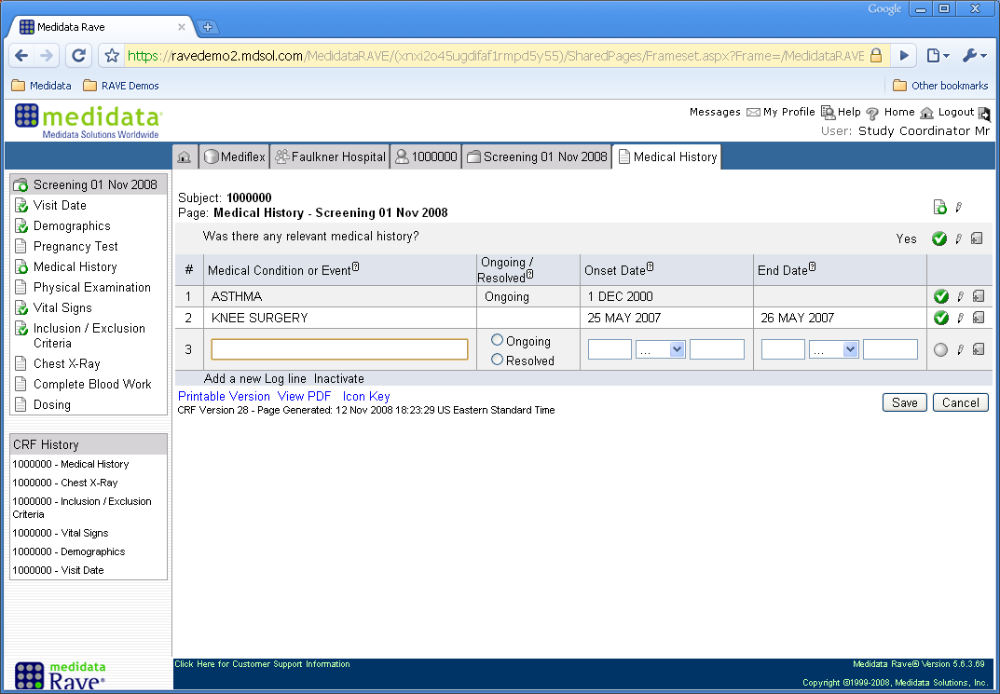 Google
Medidata Rave
https://ravedemo2.mdsol.com/MedidataRAVE/(xnxi2o45ugdifaf1rmpd5y55)/SharedPages/Frameset.aspx?Frame=/MedidataRAVE
Medidata RAVE Demos Other bookmarks
medidata
Medidata Solutions Worldwide
Messages My Profile Help Home Logout
User: Study Coordinator Mr
Mediflex Faulkner Hospital 1000000 Screening 01 Nov 2008 Medical History
Screening 01 Nov 2008
Visit Date
Demographics
Pregnancy Test
Medical History
Physical Examination
Vital Signs
Inclusion / Exclusion
Criteria
Chest X-Ray
Complete Blood Work
Dosing
CRF History
1000000 - Medical History
1000000 - Chest X-Ray
1000000 - Inclusion / Exclusion
Criteria
1000000 - Vital Signs
1000000 - Demographics
1000000 - Visit Date
Subject: 1000000
Page: Medical History - Screening 01 Nov 2008
Was there any relevant medical history? Yes
# Medical Condition or Event? Ongoing / Resolved? Onset Date? End Date?
1 ASTHMA Ongoing 1 DEC 2000
2 KNEE SURGERY 25 MAY 2007 26 MAY 2007
3 Ongoing ... ...
Resolved
Add a new Log line Inactivate
Printable Version View PDF Icon Key
CRF Version 28 - Page Generated: 12 Nov 2008 18:23:29 US Eastern Standard Time
Save Cancel
medidata
Rave
Click Here for Customer Support Information
Medidata Rave® Version 5.6.3.69
Copyright ©1999-2008, Medidata Solutions, Inc.